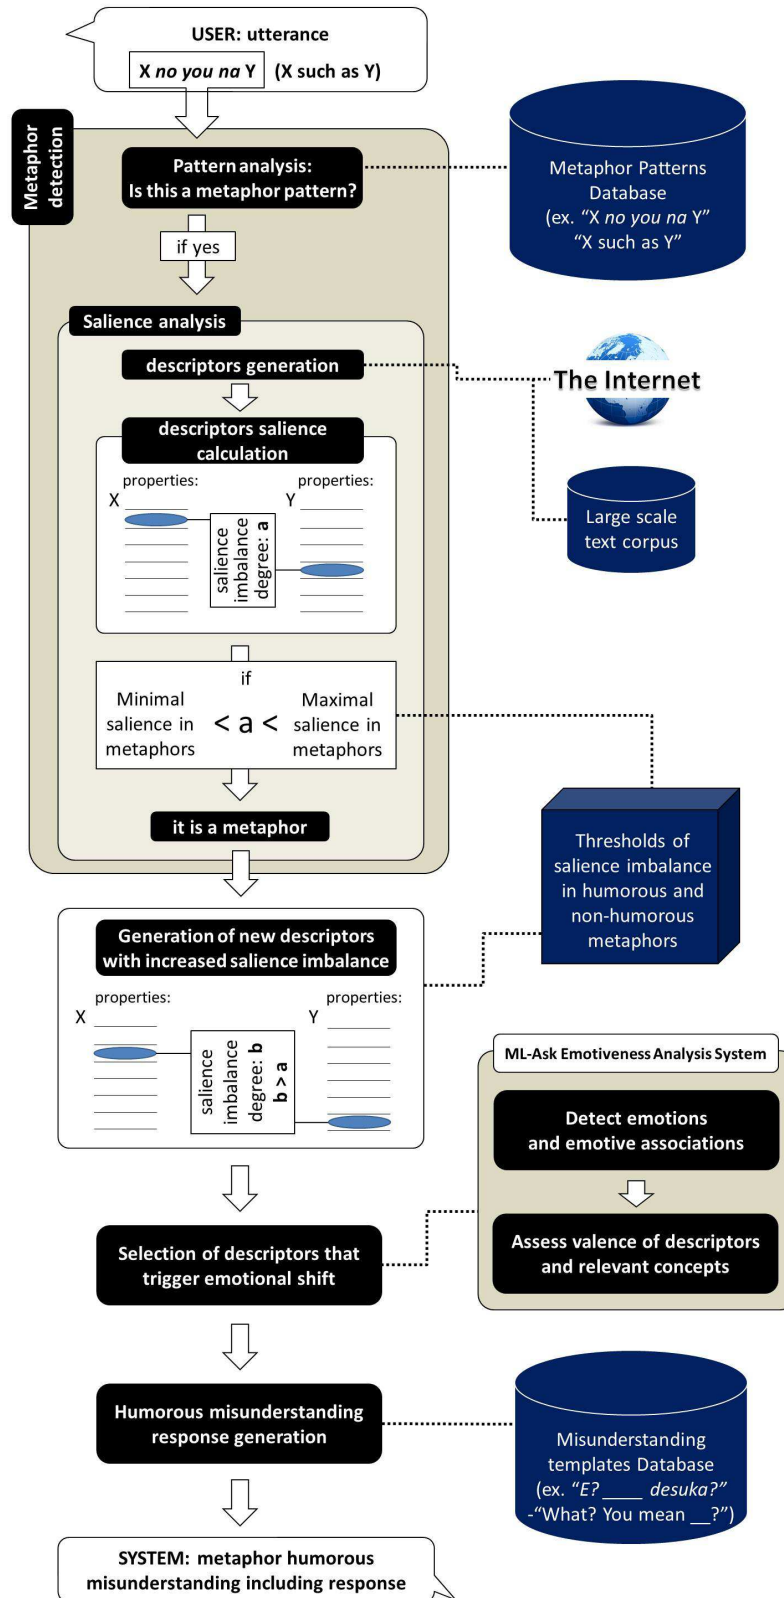 USER: utterance
X no you na Y (X such as Y)
Metaphor
detection
Pattern analysis:
Is this a metaphor pattern?
Metaphor Patterns
Database
(ex. “X no you na Y”
“X such as Y”
if yes
Salience analysis
descriptors generation
The Internet
descriptors salience
calculation
properties:
X
properties:
Y
salience
imbalance
degree: a
Large scale
text corpus
if
Minimal
salience in
metaphors
< a <
Maximal
salience in
metaphors
it is a metaphor
Thresholds of
salience imbalance
in humorous and
non-humorous
metaphors
Generation of new descriptors
with increased salience imbalance
properties:
X
properties:
Y
salience
imbalance
degree: b
b > a
ML-Ask Emotiveness Analysis System
Detect emotions
and emotive associations
Assess valence of descriptors
and relevant concepts
Selection of descriptors that
trigger emotional shift
Humorous misunderstanding
response generation
Misunderstanding
templates Database
(ex. “E? ____ desuka?”
-“What? You mean __?”)
SYSTEM: metaphor humorous
misunderstanding including response